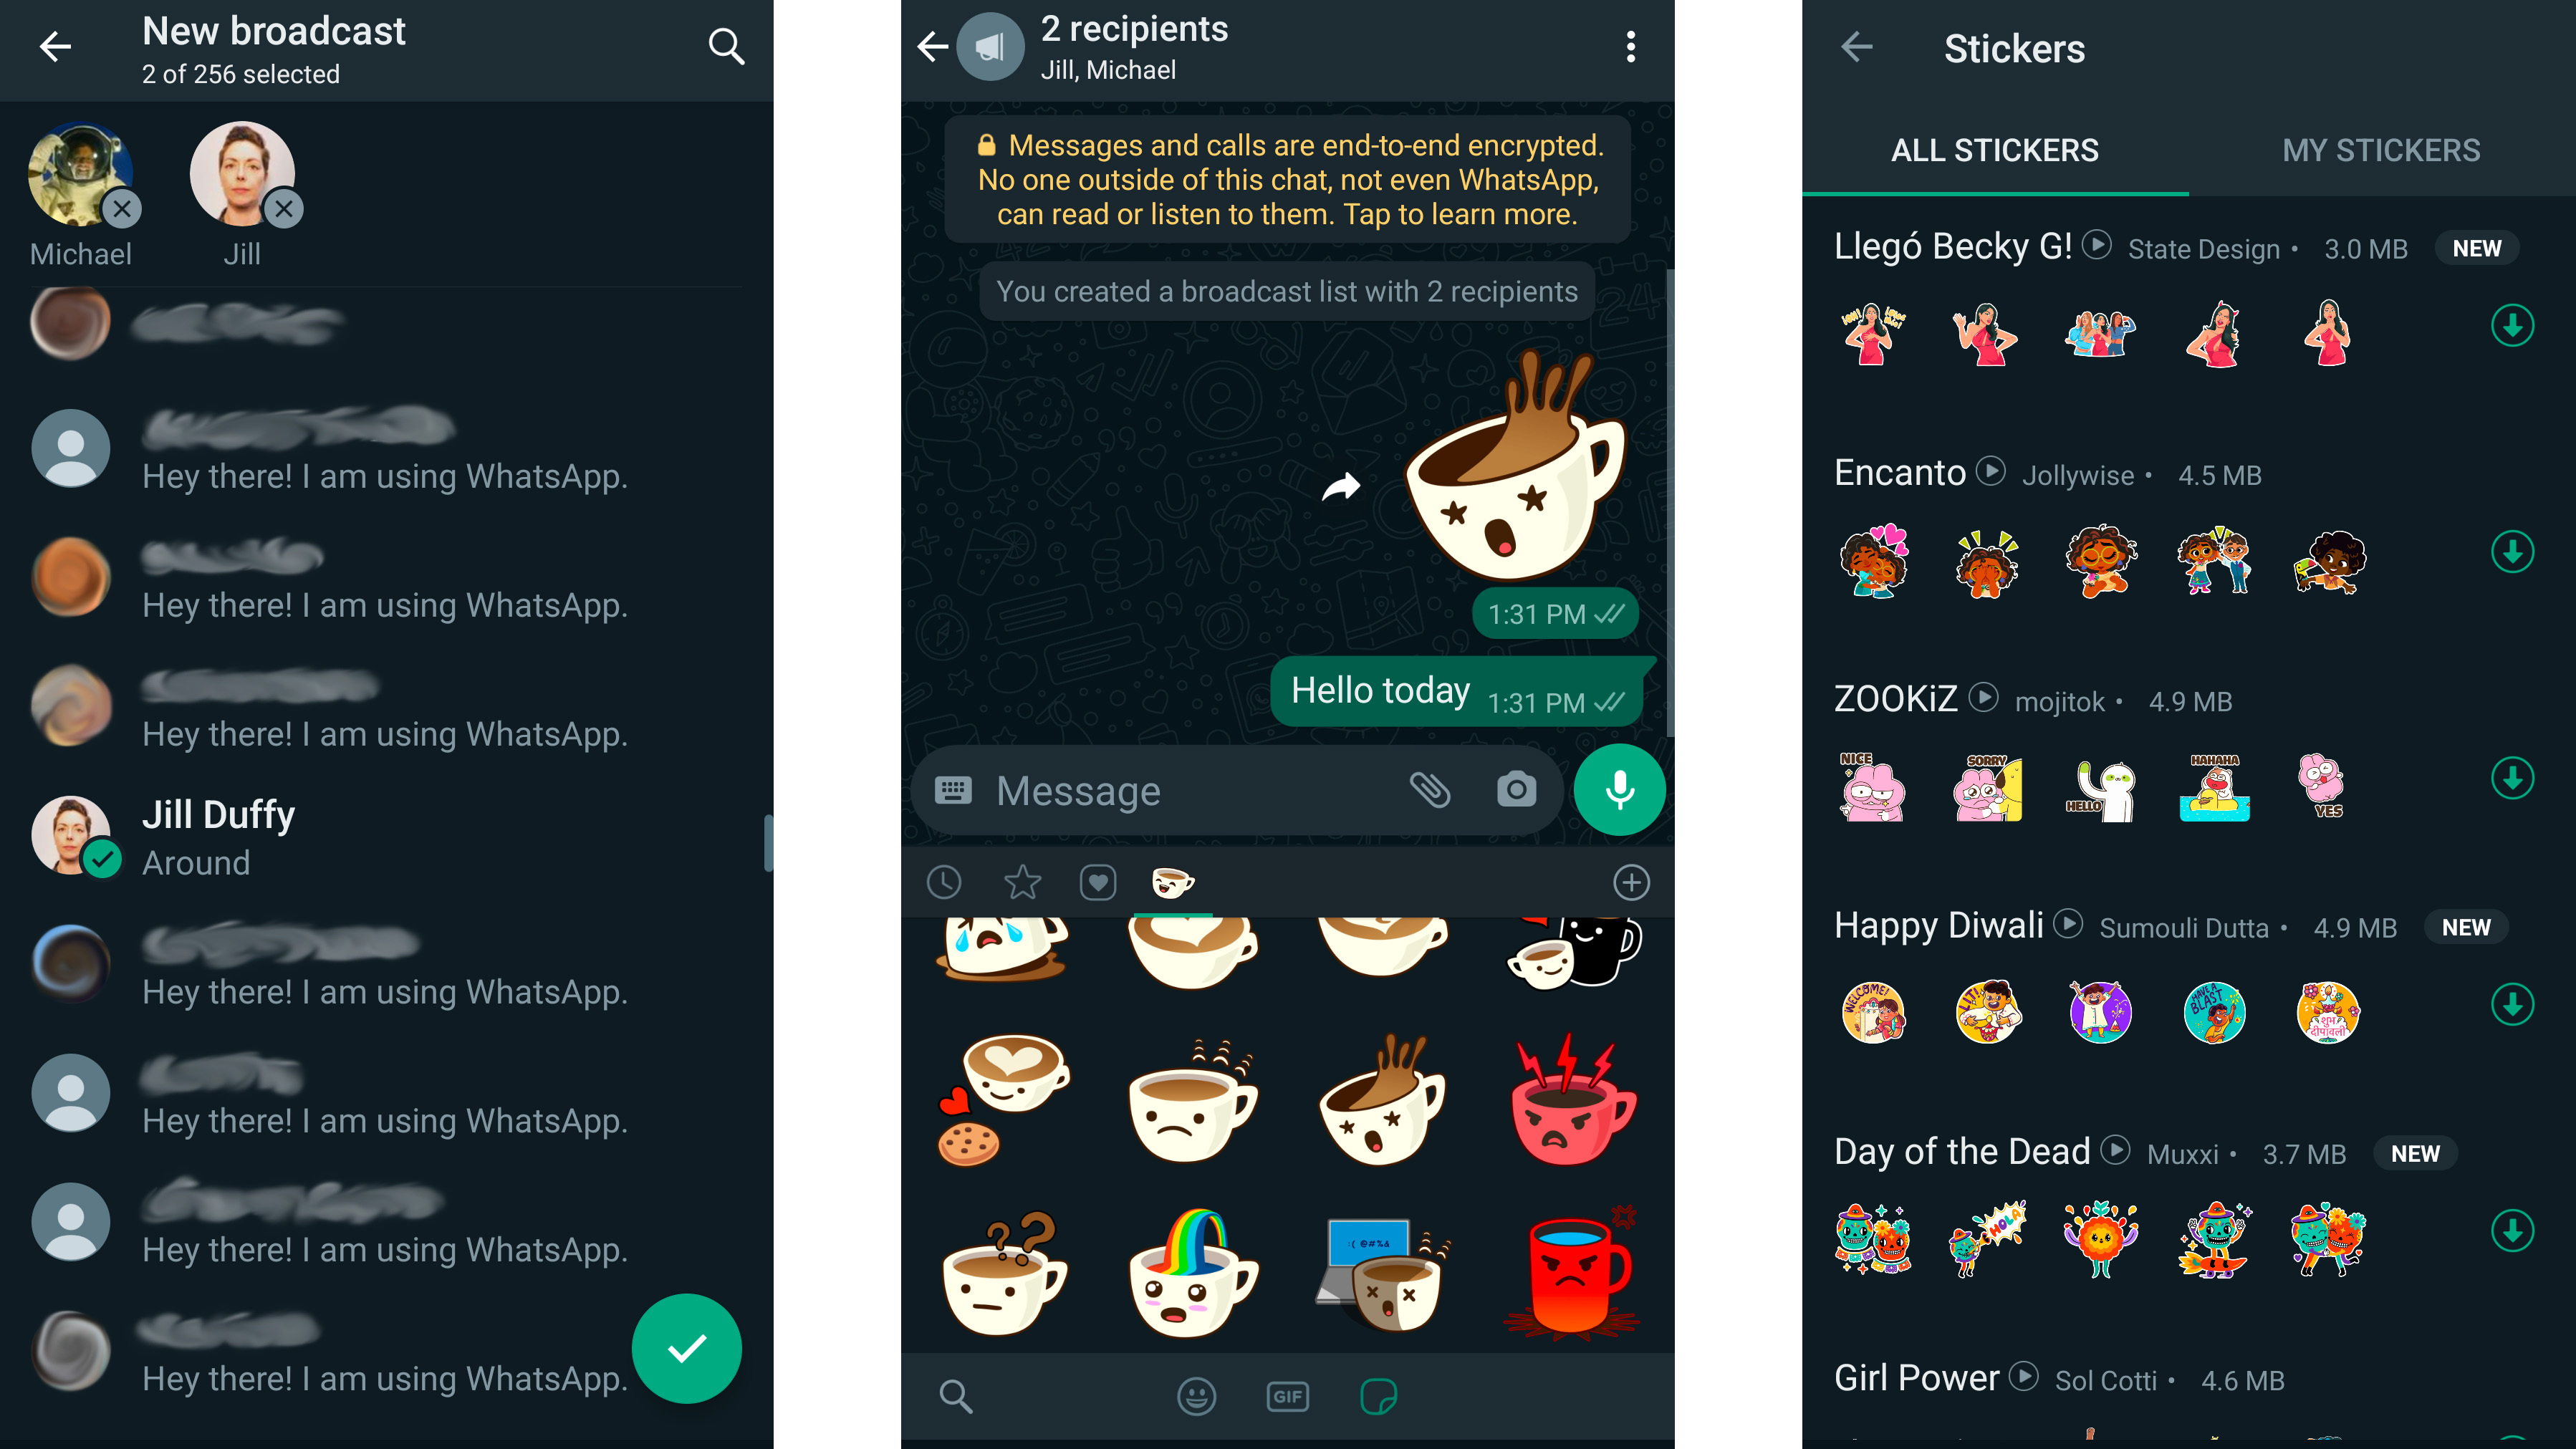 New broadcast
2 of 256 selected
Michael
Jill
Hey there! I am using WhatsApp.
Hey there! I am using WhatsApp.
Hey there! I am using WhatsApp.
Jill Duffy
Around
Hey there! I am using WhatsApp.
Hey there! I am using WhatsApp.
Hey there! I am using WhatsApp.
Hey there! I am using WhatsApp.
2 recipients
Jill, Michael
Messages and calls are end-to-end encrypted.
No one outside of this chat, not even WhatsApp,
can read or listen to them. Tap to learn more.
You created a broadcast list with 2 recipients
1:31 PM
Hello today 1:31 PM
Message
:( @#%&
GIF
Stickers
ALL STICKERS MY STICKERS
Llegó Becky G! State Design • 3.0 MB NEW
Encanto Jollywise • 4.5 MB
ZOOKiZ mojitok • 4.9 MB
NICE
SORRY
HELLO
HAHAHA
YES
Happy Diwali Sumouli Dutta • 4.9 MB NEW
WELCOME!
LIT!
HAVE A BLAST
शुभ
दीपावली
Day of the Dead Muxxi • 3.7 MB NEW
HOLA
Girl Power Sol Cotti • 4.6 MB